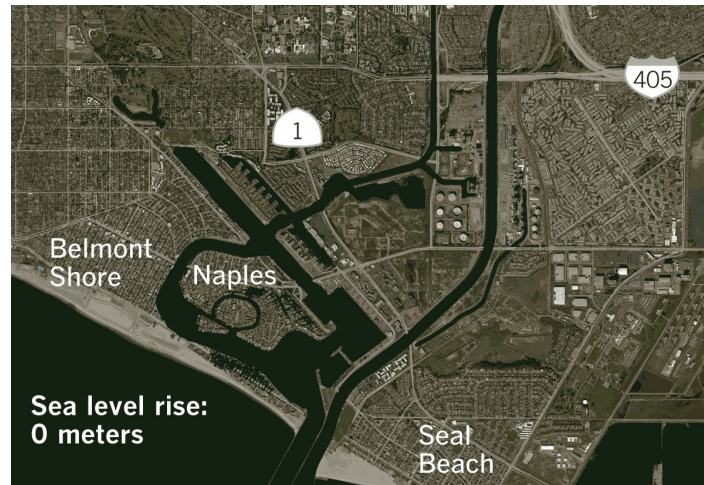 405
1
Belmont
Shore
Naples
Sea level rise:
0 meters
Seal
Beach